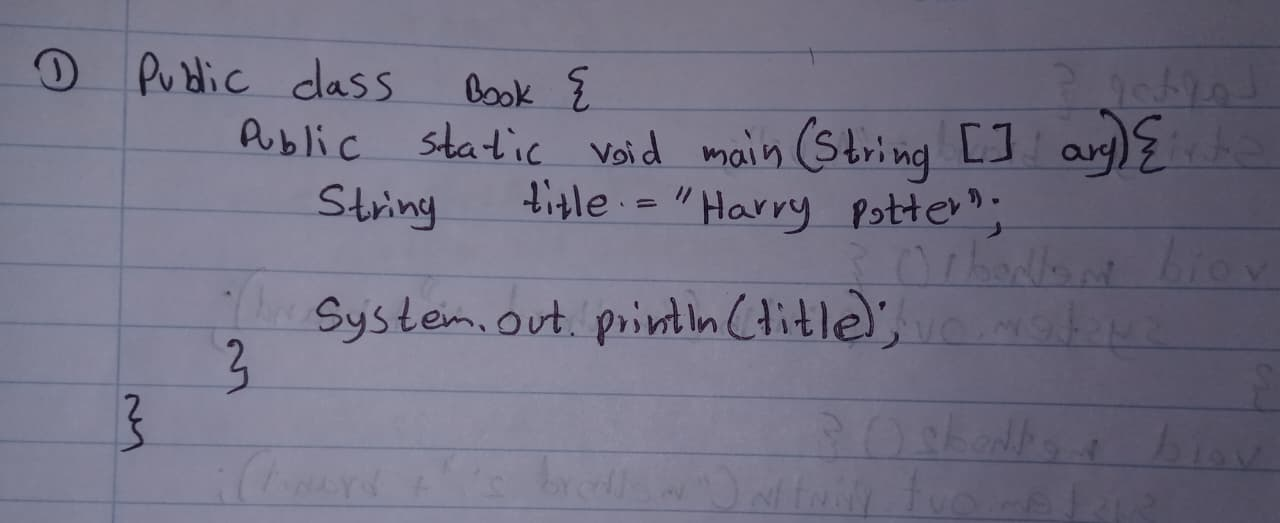 ① Public class Book {
Public static void main (String [] arg) {
String title = "Harry Potter";
System.out.println(title);
}
}